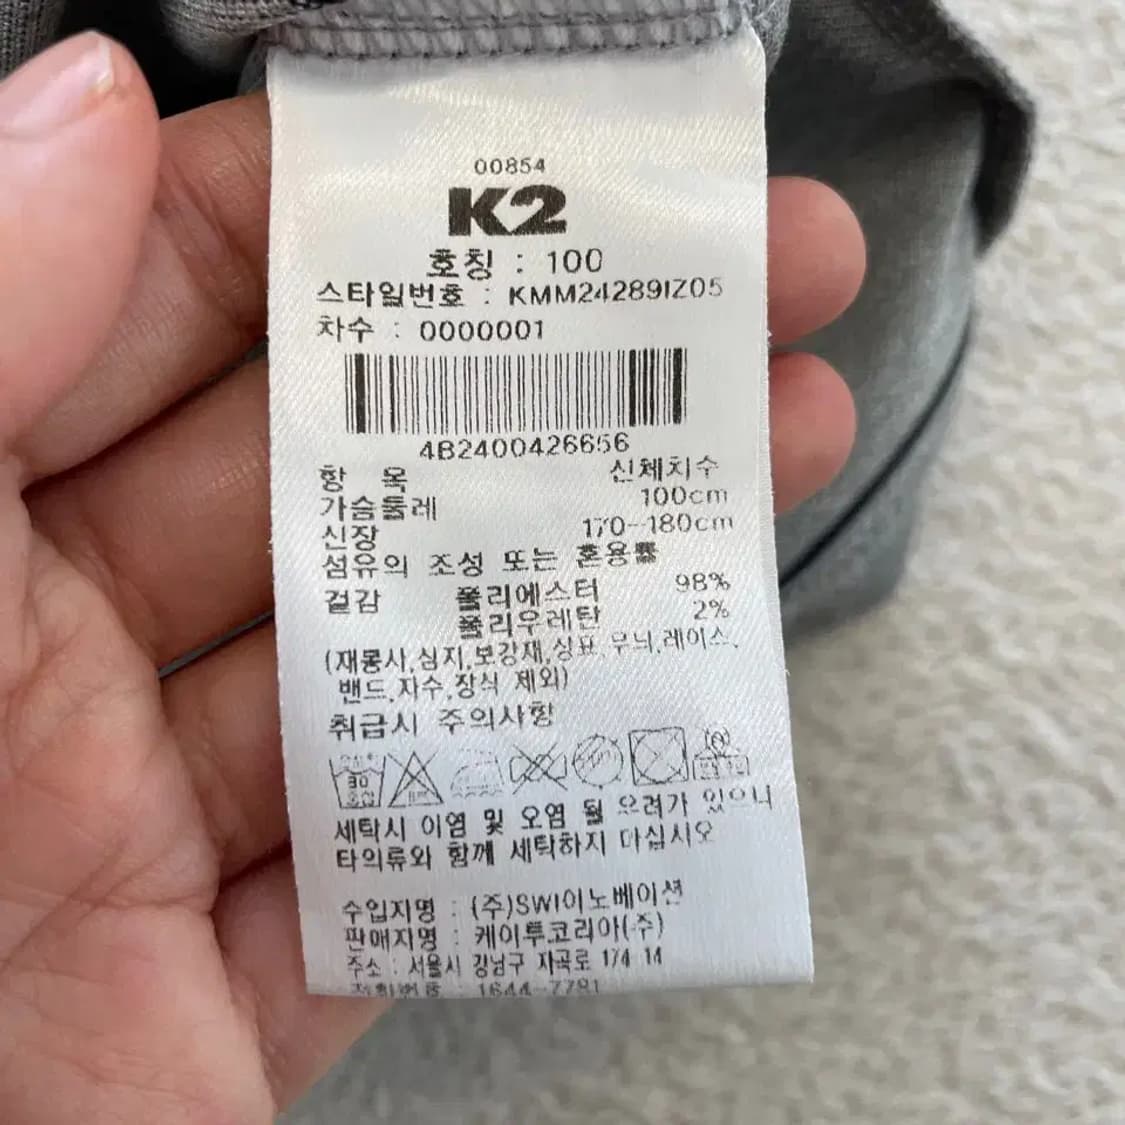 00854
K2
호칭 : 100
스타일번호 : KMM24289IZ05
차수 : 0000001
4B2400426656
항 목 신체치수
가슴둘레 100cm
신장 170-180cm
섬유의 조성 또는 혼용률
겉감 폴리에스터 98%
폴리우레탄 2%
(재봉사,심지,보강재,상표,무늬,레이스,
밴드,자수,장식 제외)
취급시 주의사항
30
세탁시 이염 및 오염 될 으려가 있으니
타의류와 함께 세탁하지 마십시오
수입자명 : (주)SWI이노베이션
판매자명 : 케이투코리아(주)
주소 : 서울시 강남구 자곡로 174-14
전화번호 : 1644-7781